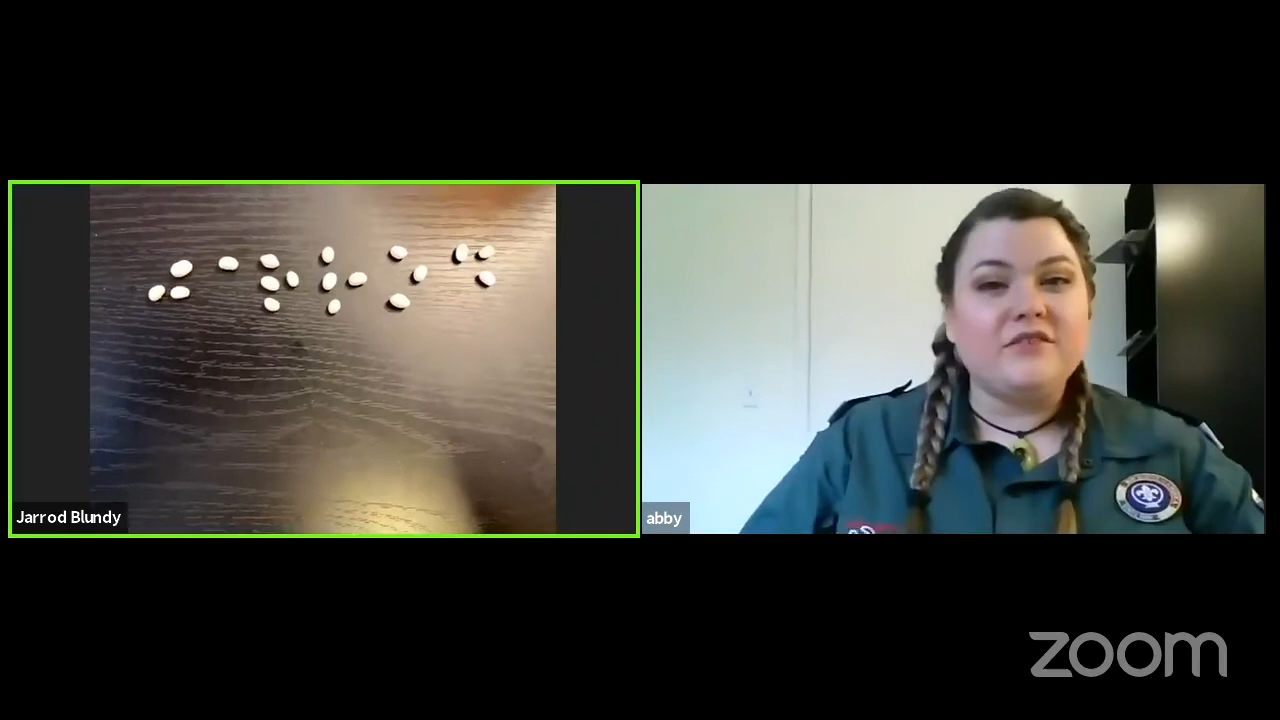 ⠚⠁⠗⠗⠕⠙
Jarrod Blundy
abby
zoom